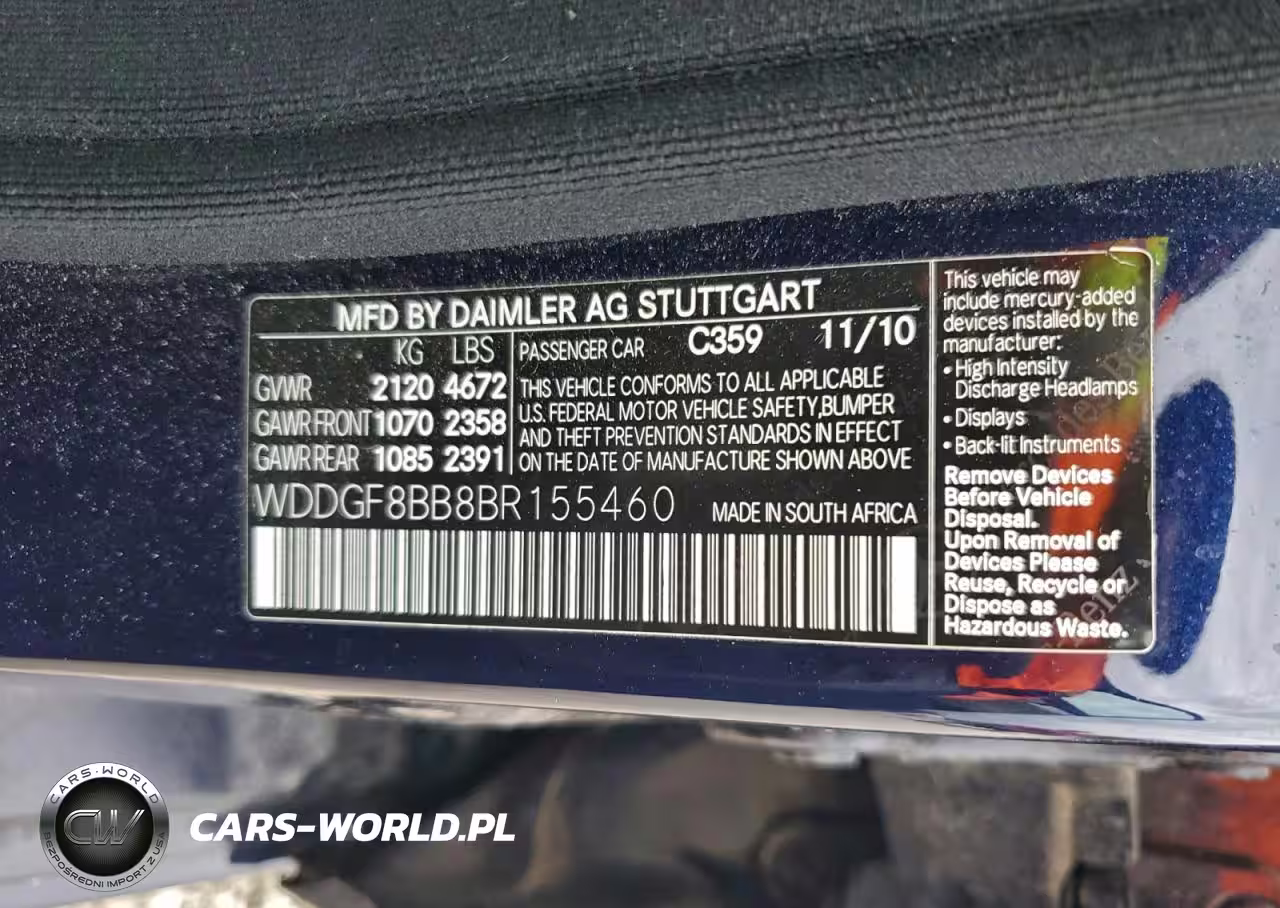 MFD BY DAIMLER AG STUTTGART
KG LBS
GVWR 2120 4672
GAWR FRONT 1070 2358
GAWR REAR 1085 2391
PASSENGER CAR C359 11/10
THIS VEHICLE CONFORMS TO ALL APPLICABLE
U.S. FEDERAL MOTOR VEHICLE SAFETY,BUMPER
AND THEFT PREVENTION STANDARDS IN EFFECT
ON THE DATE OF MANUFACTURE SHOWN ABOVE
WDDGF8BB8BR155460 MADE IN SOUTH AFRICA
This vehicle may
include mercury-added
devices installed by the
manufacturer:
• High Intensity
Discharge Headlamps
• Displays
• Back-lit Instruments
Remove Devices
Before Vehicle
Disposal.
Upon Removal of
Devices Please
Reuse, Recycle or
Dispose as
Hazardous Waste.
CARS-WORLD
CW
BEZPOŚREDNI IMPORT Z USA
CARS-WORLD.PL